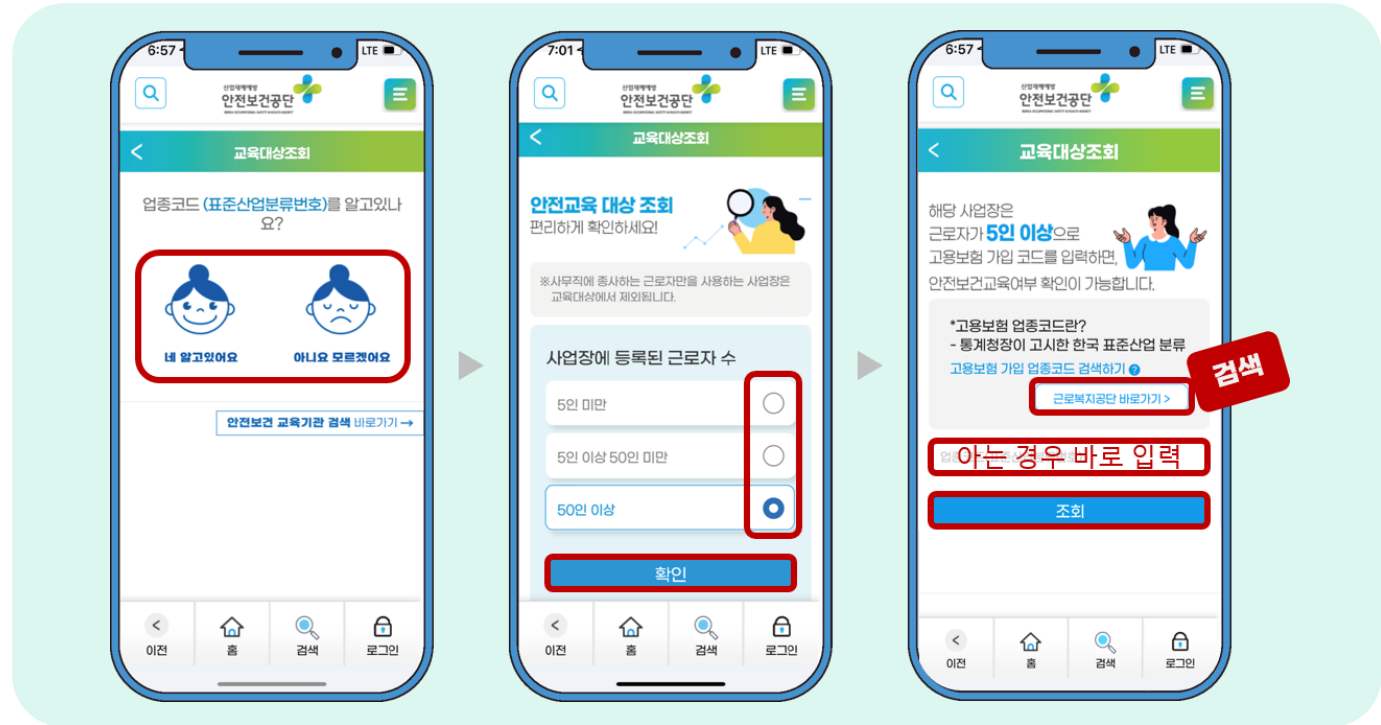 6:57
LTE
산업재해예방
안전보건공단
교육대상조회
업종코드 (표준산업분류번호)를 알고있나
요?
네 알고있어요
아니요 모르겠어요
안전보건 교육기관 검색 바로가기 →
이전
홈
검색
로그인
7:01
LTE
산업재해예방
안전보건공단
교육대상조회
안전교육 대상 조회
편리하게 확인하세요!
※사무직에 종사하는 근로자만을 사용하는 사업장은
교육대상에서 제외됩니다.
사업장에 등록된 근로자 수
5인 미만
5인 이상 50인 미만
50인 이상
확인
이전
홈
검색
로그인
6:57
LTE
산업재해예방
안전보건공단
교육대상조회
해당 사업장은
근로자가 5인 이상으로
고용보험 가입 코드를 입력하면,
안전보건교육여부 확인이 가능합니다.
*고용보험 업종코드란?
- 통계청장이 고시한 한국 표준산업 분류
고용보험 가입 업종코드 검색하기 ?
근로복지공단 바로가기 >
검색
아는 경우 바로 입력
조회
이전
홈
검색
로그인